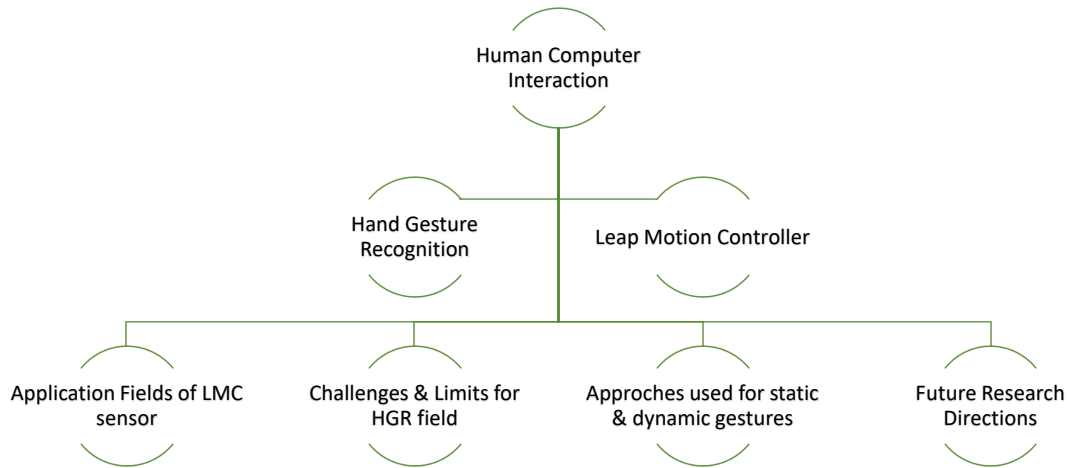 Human Computer
Interaction
Hand Gesture
Recognition
Leap Motion Controller
Application Fields of LMC
sensor
Challenges & Limits for
HGR field
Approches used for static
& dynamic gestures
Future Research
Directions